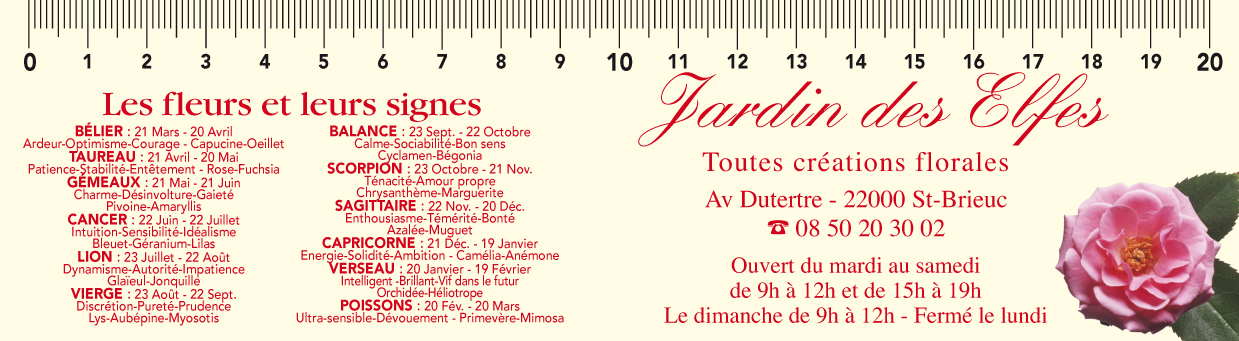 0 1 2 3 4 5 6 7 8 9 10 11 12 13 14 15 16 17 18 19 20
Les fleurs et leurs signes
BÉLIER : 21 Mars - 20 Avril
Ardeur-Optimisme-Courage - Capucine-Oeillet
TAUREAU : 21 Avril - 20 Mai
Patience-Stabilité-Entêtement - Rose-Fuchsia
GÉMEAUX : 21 Mai - 21 Juin
Charme-Désinvolture-Gaieté
Pivoine-Amaryllis
CANCER : 22 Juin - 22 Juillet
Intuition-Sensibilité-Idéalisme
Bleuet-Géranium-Lilas
LION : 23 Juillet - 22 Août
Dynamisme-Autorité-Impatience
Glaïeul-Jonquille
VIERGE : 23 Août - 22 Sept.
Discrétion-Pureté-Prudence
Lys-Aubépine-Myosotis
BALANCE : 23 Sept. - 22 Octobre
Calme-Sociabilité-Bon sens
Cyclamen-Bégonia
SCORPION : 23 Octobre - 21 Nov.
Ténacité-Amour propre
Chrysanthème-Marguerite
SAGITTAIRE : 22 Nov. - 20 Déc.
Enthousiasme-Témérité-Bonté
Azalée-Muguet
CAPRICORNE : 21 Déc. - 19 Janvier
Energie-Solidité-Ambition - Camélia-Anémone
VERSEAU : 20 Janvier - 19 Février
Intelligent -Brillant-Vif dans le futur
Orchidée-Héliotrope
POISSONS : 20 Fév. - 20 Mars
Ultra-sensible-Dévouement - Primevère-Mimosa
Jardin des Elfes
Toutes créations florales
Av Dutertre - 22000 St-Brieuc
☎ 08 50 20 30 02
Ouvert du mardi au samedi
de 9h à 12h et de 15h à 19h
Le dimanche de 9h à 12h - Fermé le lundi